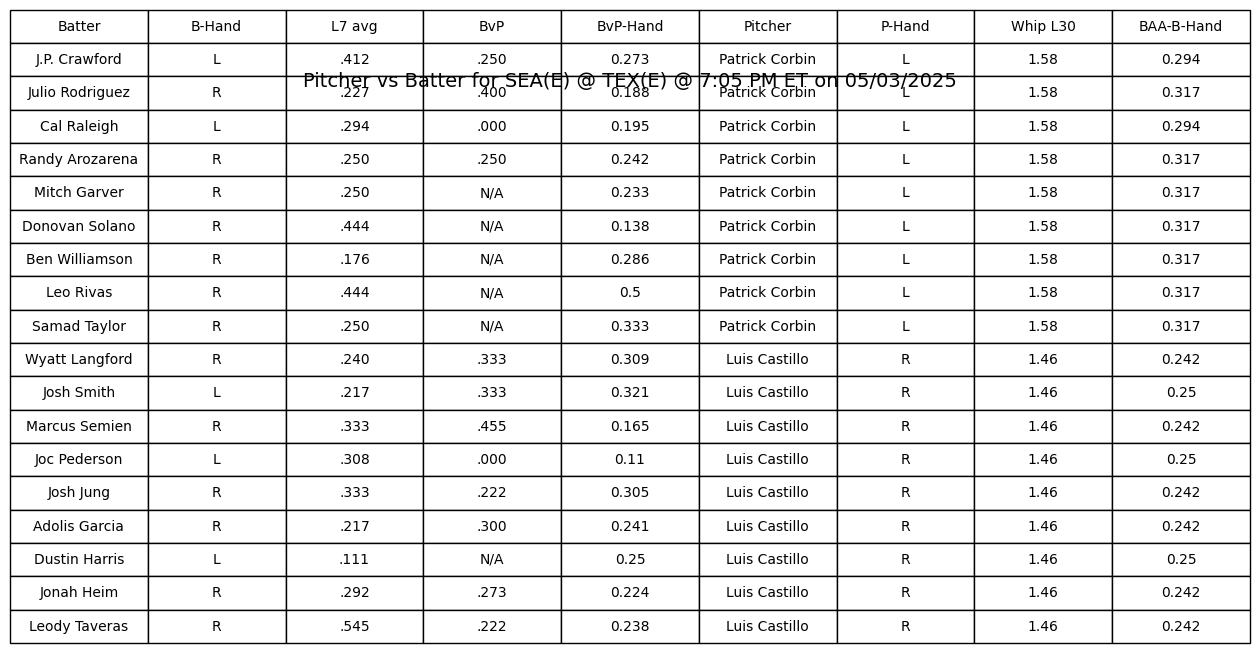 Batter B-Hand L7 avg BvP BvP-Hand Pitcher P-Hand Whip L30 BAA-B-Hand
J.P. Crawford L .412 .250 0.273 Patrick Corbin L 1.58 0.294
Pitcher vs Batter for SEA(E) @ TEX(E) @ 7:05 PM ET on 05/03/2025
Julio Rodriguez R .227 .400 0.188 Patrick Corbin L 1.58 0.317
Cal Raleigh L .294 .000 0.195 Patrick Corbin L 1.58 0.294
Randy Arozarena R .250 .250 0.242 Patrick Corbin L 1.58 0.317
Mitch Garver R .250 N/A 0.233 Patrick Corbin L 1.58 0.317
Donovan Solano R .444 N/A 0.138 Patrick Corbin L 1.58 0.317
Ben Williamson R .176 N/A 0.286 Patrick Corbin L 1.58 0.317
Leo Rivas R .444 N/A 0.5 Patrick Corbin L 1.58 0.317
Samad Taylor R .250 N/A 0.333 Patrick Corbin L 1.58 0.317
Wyatt Langford R .240 .333 0.309 Luis Castillo R 1.46 0.242
Josh Smith L .217 .333 0.321 Luis Castillo R 1.46 0.25
Marcus Semien R .333 .455 0.165 Luis Castillo R 1.46 0.242
Joc Pederson L .308 .000 0.11 Luis Castillo R 1.46 0.25
Josh Jung R .333 .222 0.305 Luis Castillo R 1.46 0.242
Adolis Garcia R .217 .300 0.241 Luis Castillo R 1.46 0.242
Dustin Harris L .111 N/A 0.25 Luis Castillo R 1.46 0.25
Jonah Heim R .292 .273 0.224 Luis Castillo R 1.46 0.242
Leody Taveras R .545 .222 0.238 Luis Castillo R 1.46 0.242